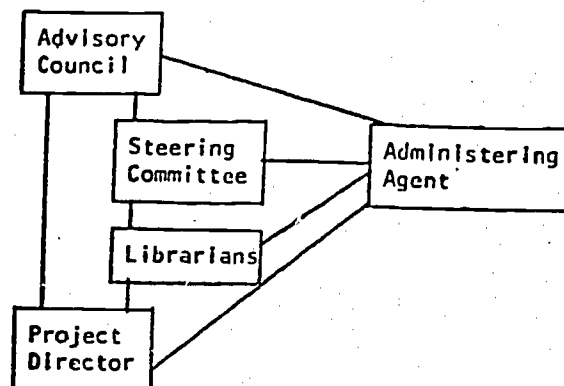 Advisory
Council
Steering
Committee
Administering
Agent
Librarians
Project
Director